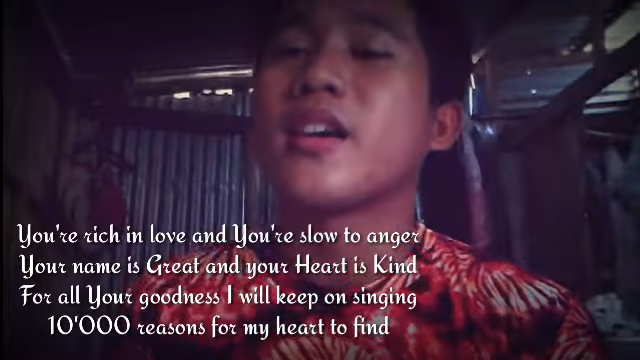 You're rich in love and You're slow to anger
Your name is Great and your Heart is Kind
For all Your goodness I will keep on singing
10'000 reasons for my heart to find